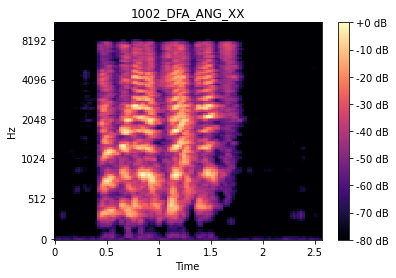 1002_DFA_ANG_XX
+0 dB
8192
-10 dB
4096
-20 dB
-30 dB
2048
Hz
-40 dB
1024
-50 dB
512
-60 dB
-70 dB
0
-80 dB
0 0.5 1 1.5 2 2.5
Time